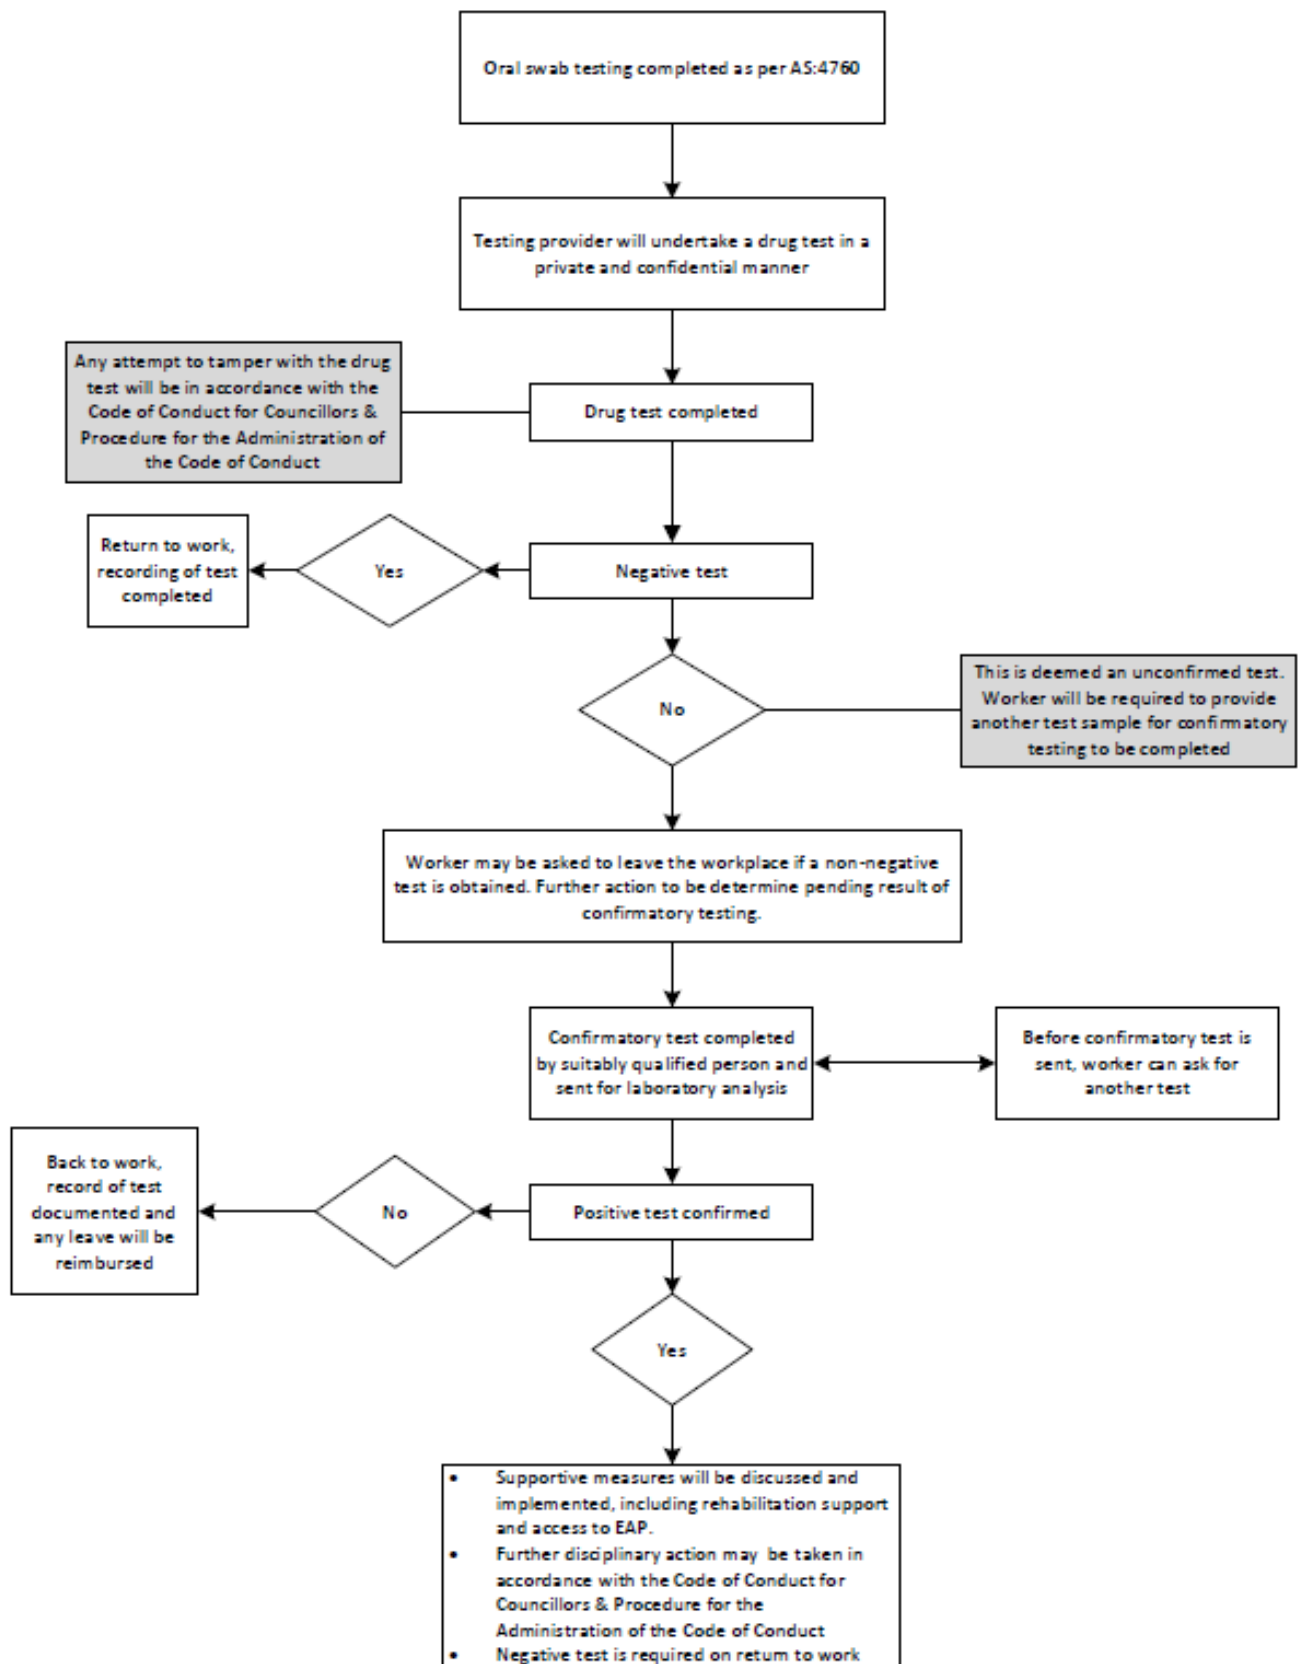 Oral swab testing completed as per AS:4760
Testing provider will undertake a drug test in a
private and confidential manner
Any attempt to tamper with the drug
test will be in accordance with the
Code of Conduct for Councillors &
Procedure for the Administration of
the Code of Conduct
Drug test completed
Return to work,
recording of test
completed
Yes
Negative test
No
This is deemed an unconfirmed test.
Worker will be required to provide
another test sample for confirmatory
testing to be completed
Worker may be asked to leave the workplace if a non-negative
test is obtained. Further action to be determine pending result of
confirmatory testing.
Confirmatory test completed
by suitably qualified person and
sent for laboratory analysis
Before confirmatory test is
sent, worker can ask for
another test
Back to work,
record of test
documented and
any leave will be
reimbursed
No
Positive test confirmed
Yes
• Supportive measures will be discussed and
implemented, including rehabilitation support
and access to EAP.
• Further disciplinary action may be taken in
accordance with the Code of Conduct for
Councillors & Procedure for the
Administration of the Code of Conduct
• Negative test is required on return to work